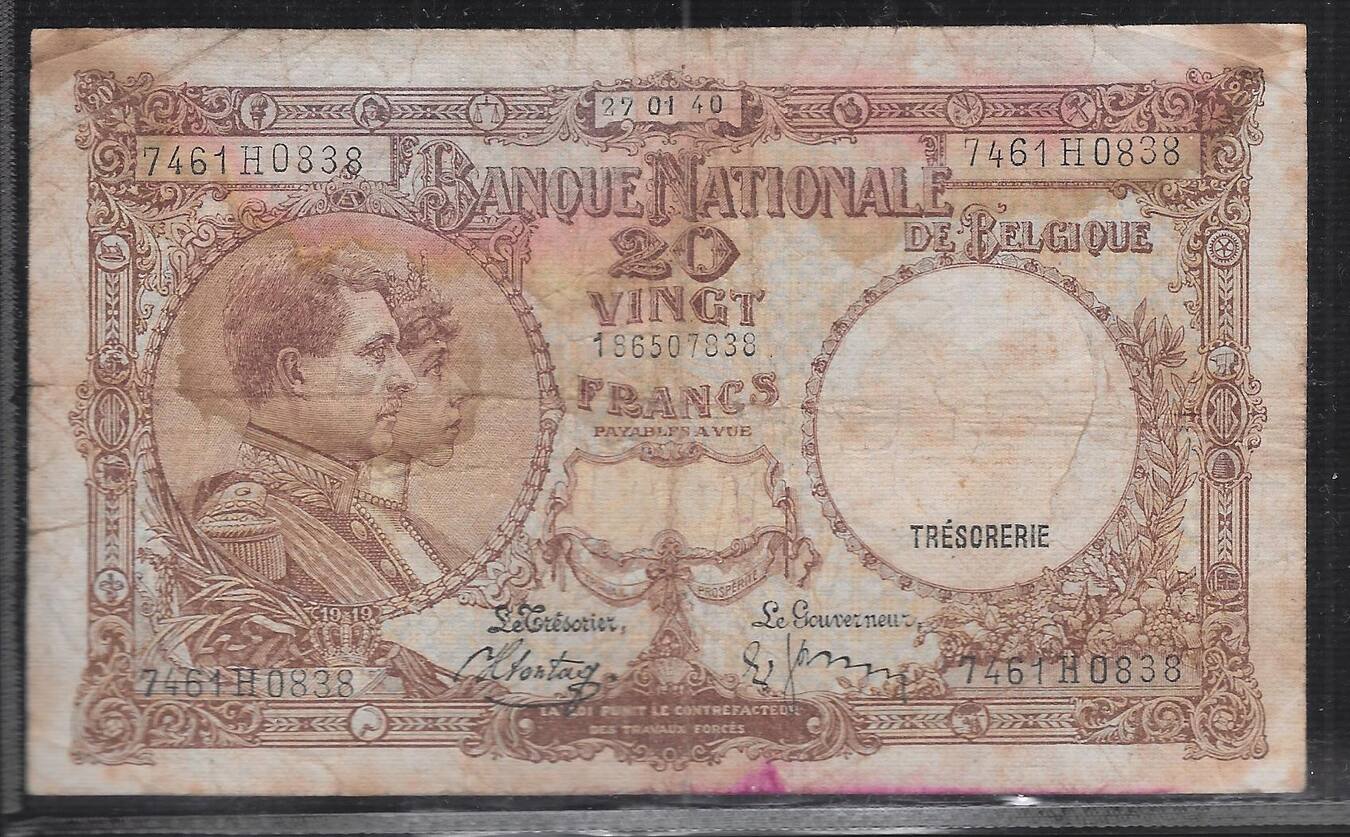 27 01 40
7461 H 0838
7461 H 0838
BANQUE NATIONALE
DE BELGIQUE
20
VINGT
186507838
FRANCS
PAYABLES A VUE
TRÉSORERIE
PROSPÉRITÉ
1919
Le Trésorier,
Le Gouverneur,
7461 H 0838
7461 H 0838
LA LOI PUNIT LE CONTREFACTEUR
DES TRAVAUX FORCÉS